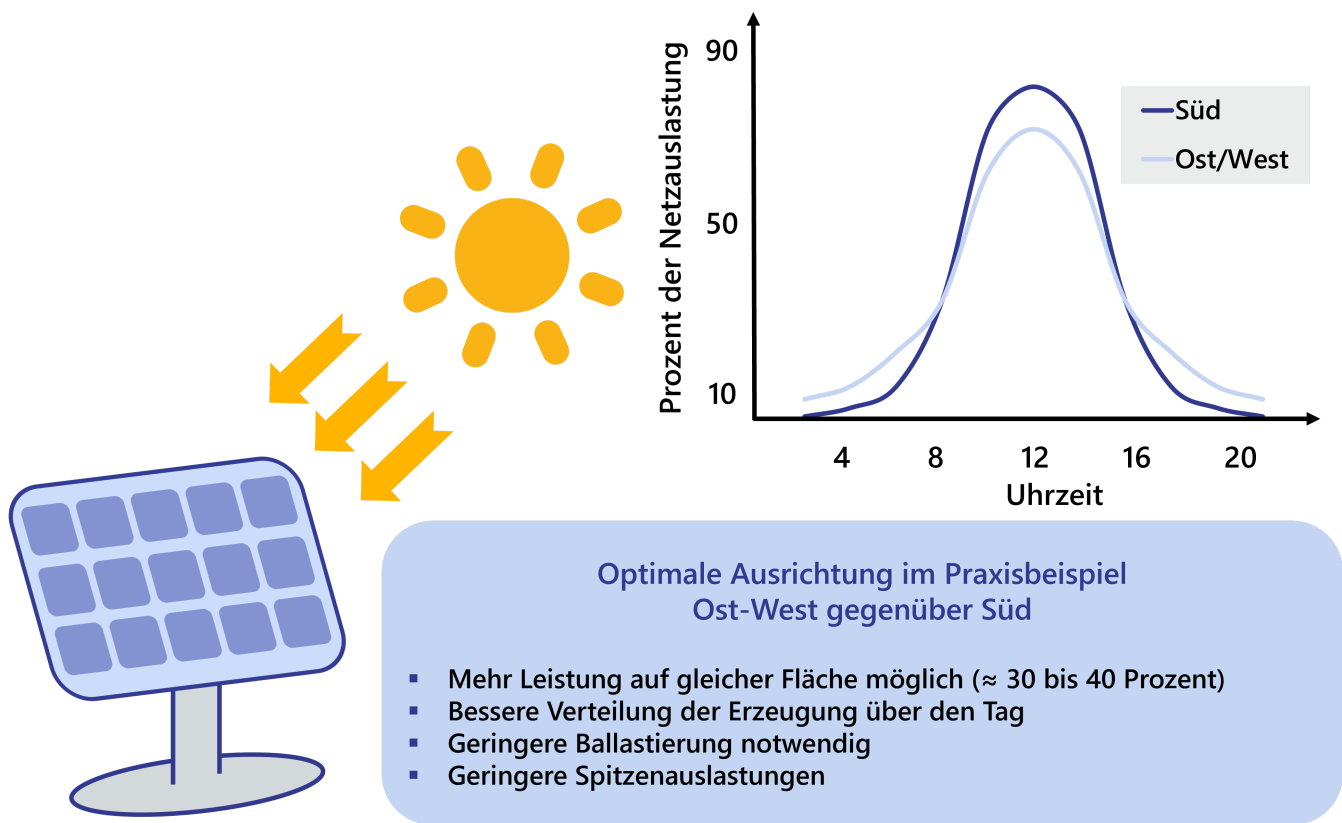 Prozent der Netzauslastung
90
50
10
Süd
Ost/West
4 8 12 16 20
Uhrzeit
Optimale Ausrichtung im Praxisbeispiel
Ost-West gegenüber Süd
▪ Mehr Leistung auf gleicher Fläche möglich (≈ 30 bis 40 Prozent)
▪ Bessere Verteilung der Erzeugung über den Tag
▪ Geringere Ballastierung notwendig
▪ Geringere Spitzenauslastungen